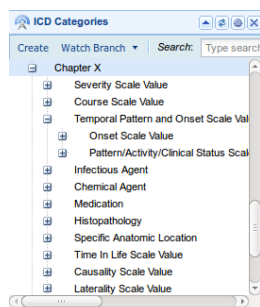 ICD Categories
Create Watch Branch Search: Type search
Chapter X
Severity Scale Value
Course Scale Value
Temporal Pattern and Onset Scale Val
Onset Scale Value
Pattern/Activity/Clinical Status Scal
Infectious Agent
Chemical Agent
Medication
Histopathology
Specific Anatomic Location
Time In Life Scale Value
Causality Scale Value
Laterality Scale Value